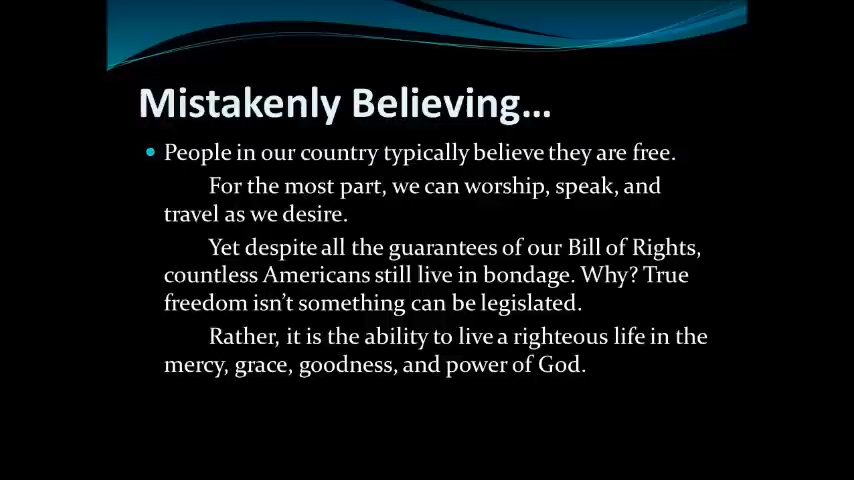 Mistakenly Believing...
• People in our country typically believe they are free.
For the most part, we can worship, speak, and
travel as we desire.
Yet despite all the guarantees of our Bill of Rights,
countless Americans still live in bondage. Why? True
freedom isn't something can be legislated.
Rather, it is the ability to live a righteous life in the
mercy, grace, goodness, and power of God.